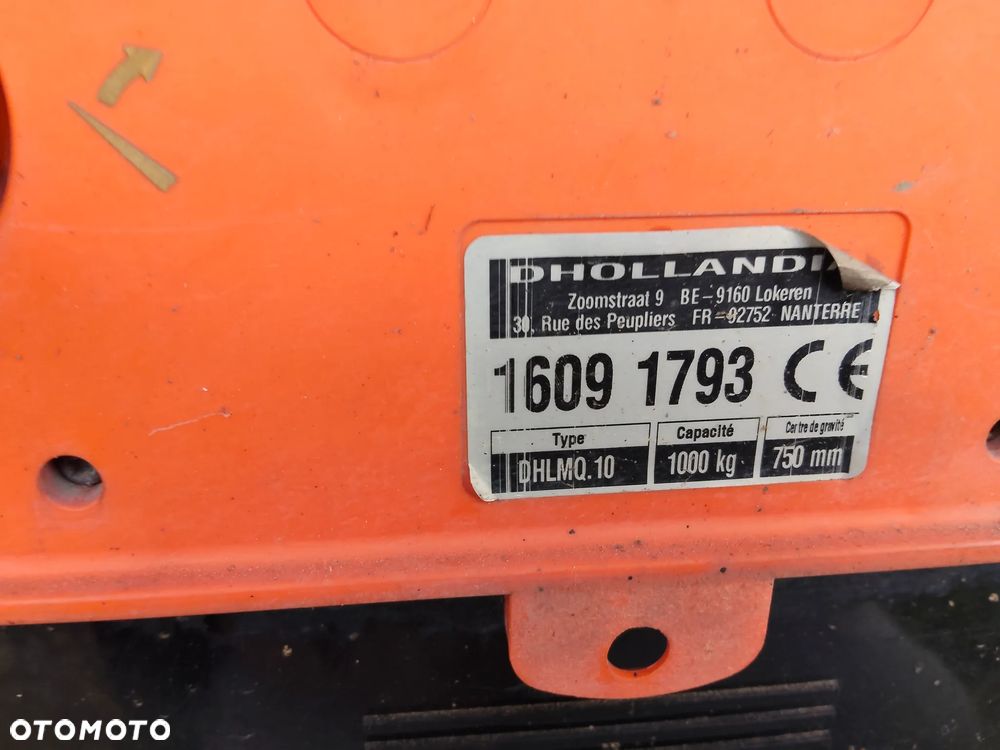 DHOLLANDIA
Zoomstraat 9 BE-9160 Lokeren
30, Rue des Peupliers FR-92752 NANTERRE
1609 1793 CE
Type Capacité Centre de gravité
DHLMQ.10 1000 kg 750 mm
OTOMOTO